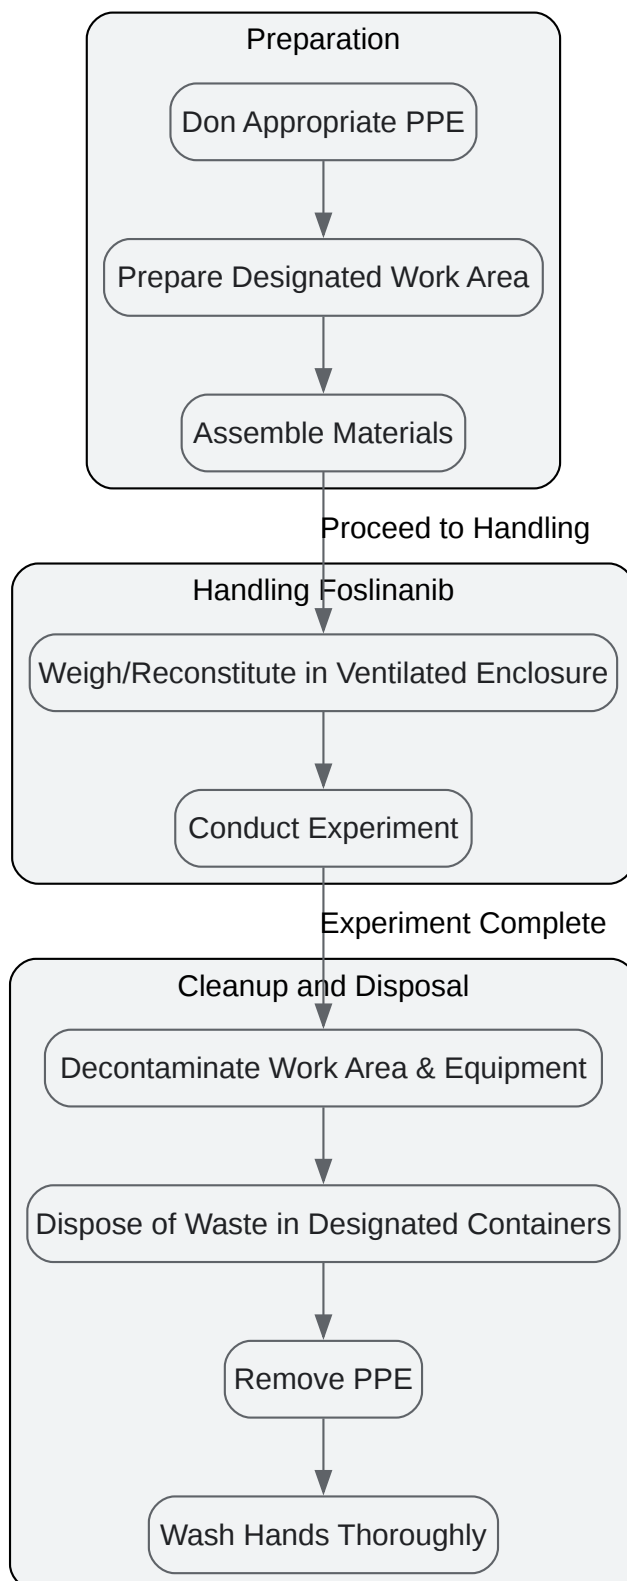 Preparation
Don Appropriate PPE
Prepare Designated Work Area
Assemble Materials
Proceed to Handling
Handling Foslinanib
Weigh/Reconstitute in Ventilated Enclosure
Conduct Experiment
Experiment Complete
Cleanup and Disposal
Decontaminate Work Area & Equipment
Dispose of Waste in Designated Containers
Remove PPE
Wash Hands Thoroughly